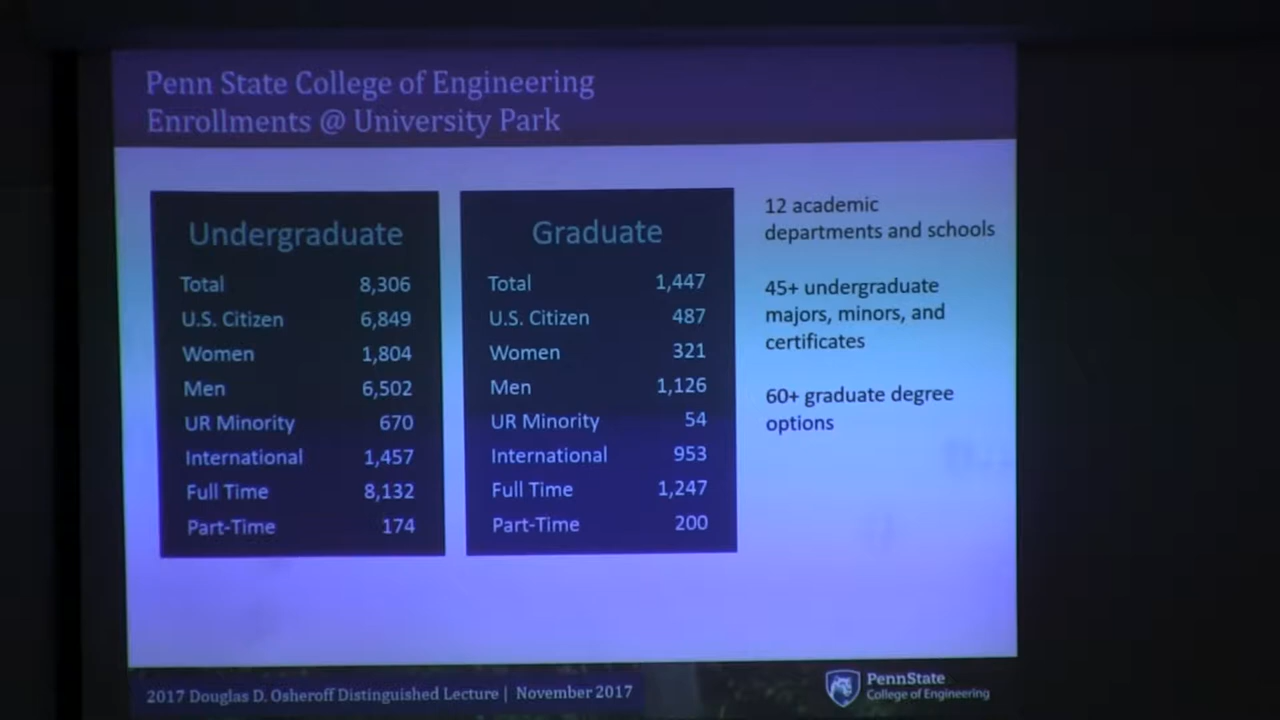 Penn State College of Engineering
Enrollments @ University Park
Undergraduate
Total 8,306
U.S. Citizen 6,849
Women 1,804
Men 6,502
UR Minority 670
International 1,457
Full Time 8,132
Part-Time 174
Graduate
Total 1,447
U.S. Citizen 487
Women 321
Men 1,126
UR Minority 54
International 953
Full Time 1,247
Part-Time 200
12 academic
departments and schools
45+ undergraduate
majors, minors, and
certificates
60+ graduate degree
options
2017 Douglas D. Osheroff Distinguished Lecture | November 2017
PennState
College of Engineering